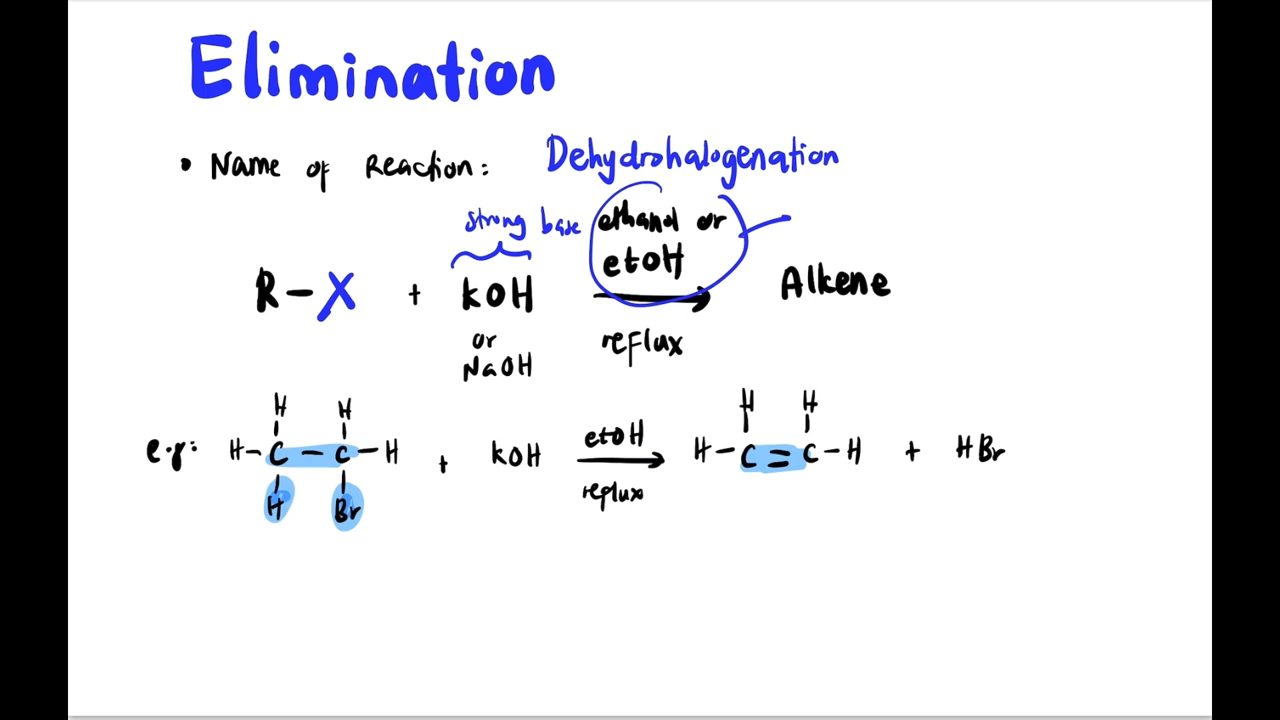 Elimination
• Name of Reaction: Dehydrohalogenation
strong base ethanol or
etOH
R – X + KOH Alkene
or
NaOH
reflux
H H H H
e.g: H – C – C – H + KOH etOH H – C = C – H + HBr
reflux
H Br